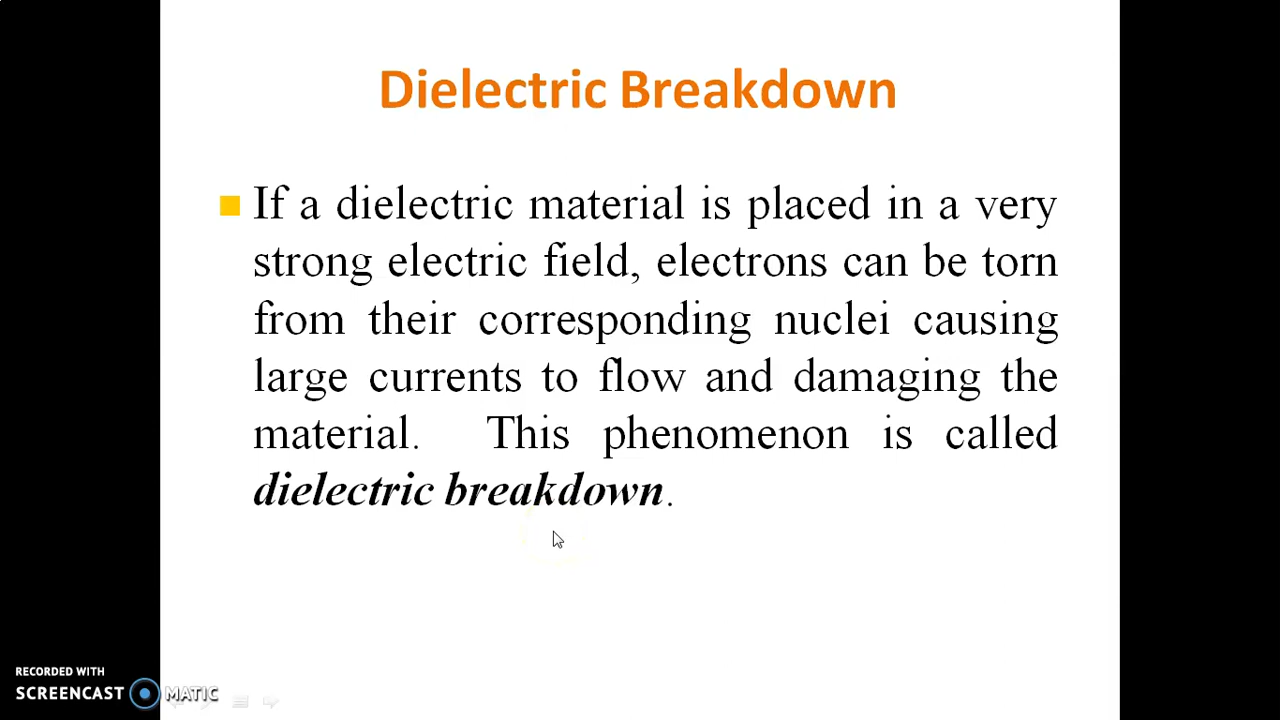 Dielectric Breakdown
If a dielectric material is placed in a very
strong electric field, electrons can be torn
from their corresponding nuclei causing
large currents to flow and damaging the
material. This phenomenon is called
dielectric breakdown.
RECORDED WITH
SCREENCAST MATIC